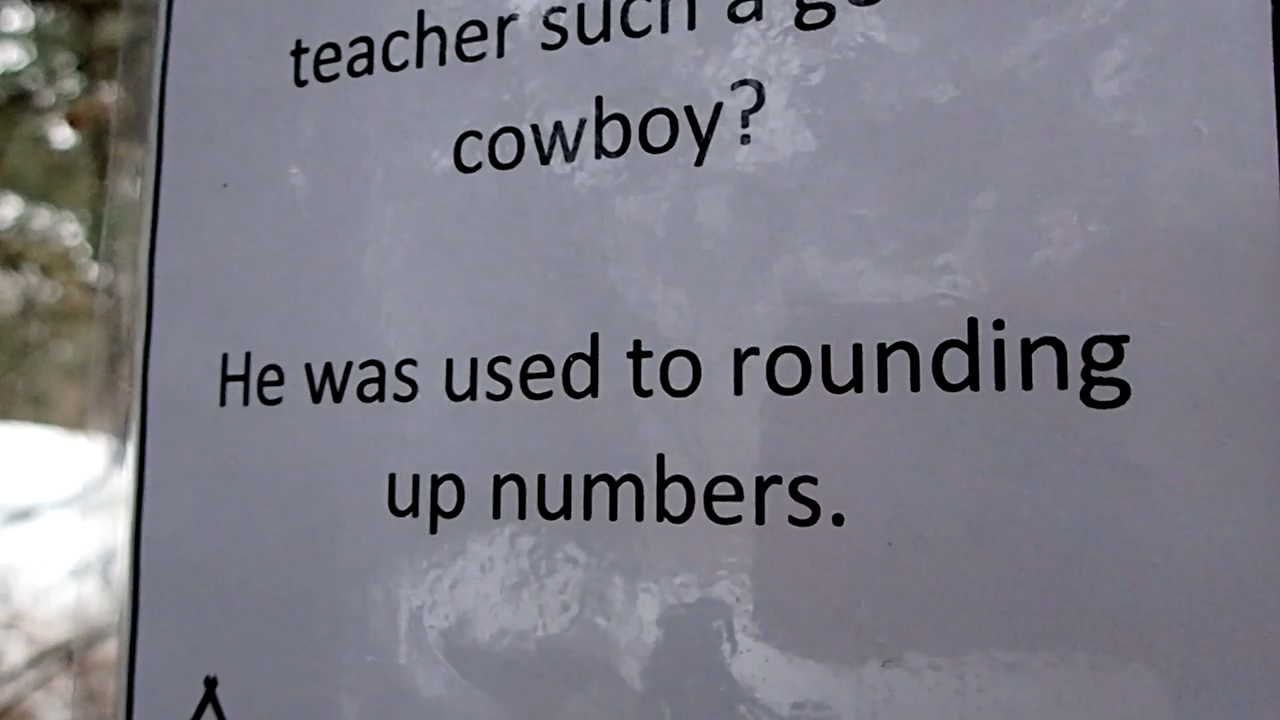 teacher such a
cowboy?
He was used to rounding
up numbers.